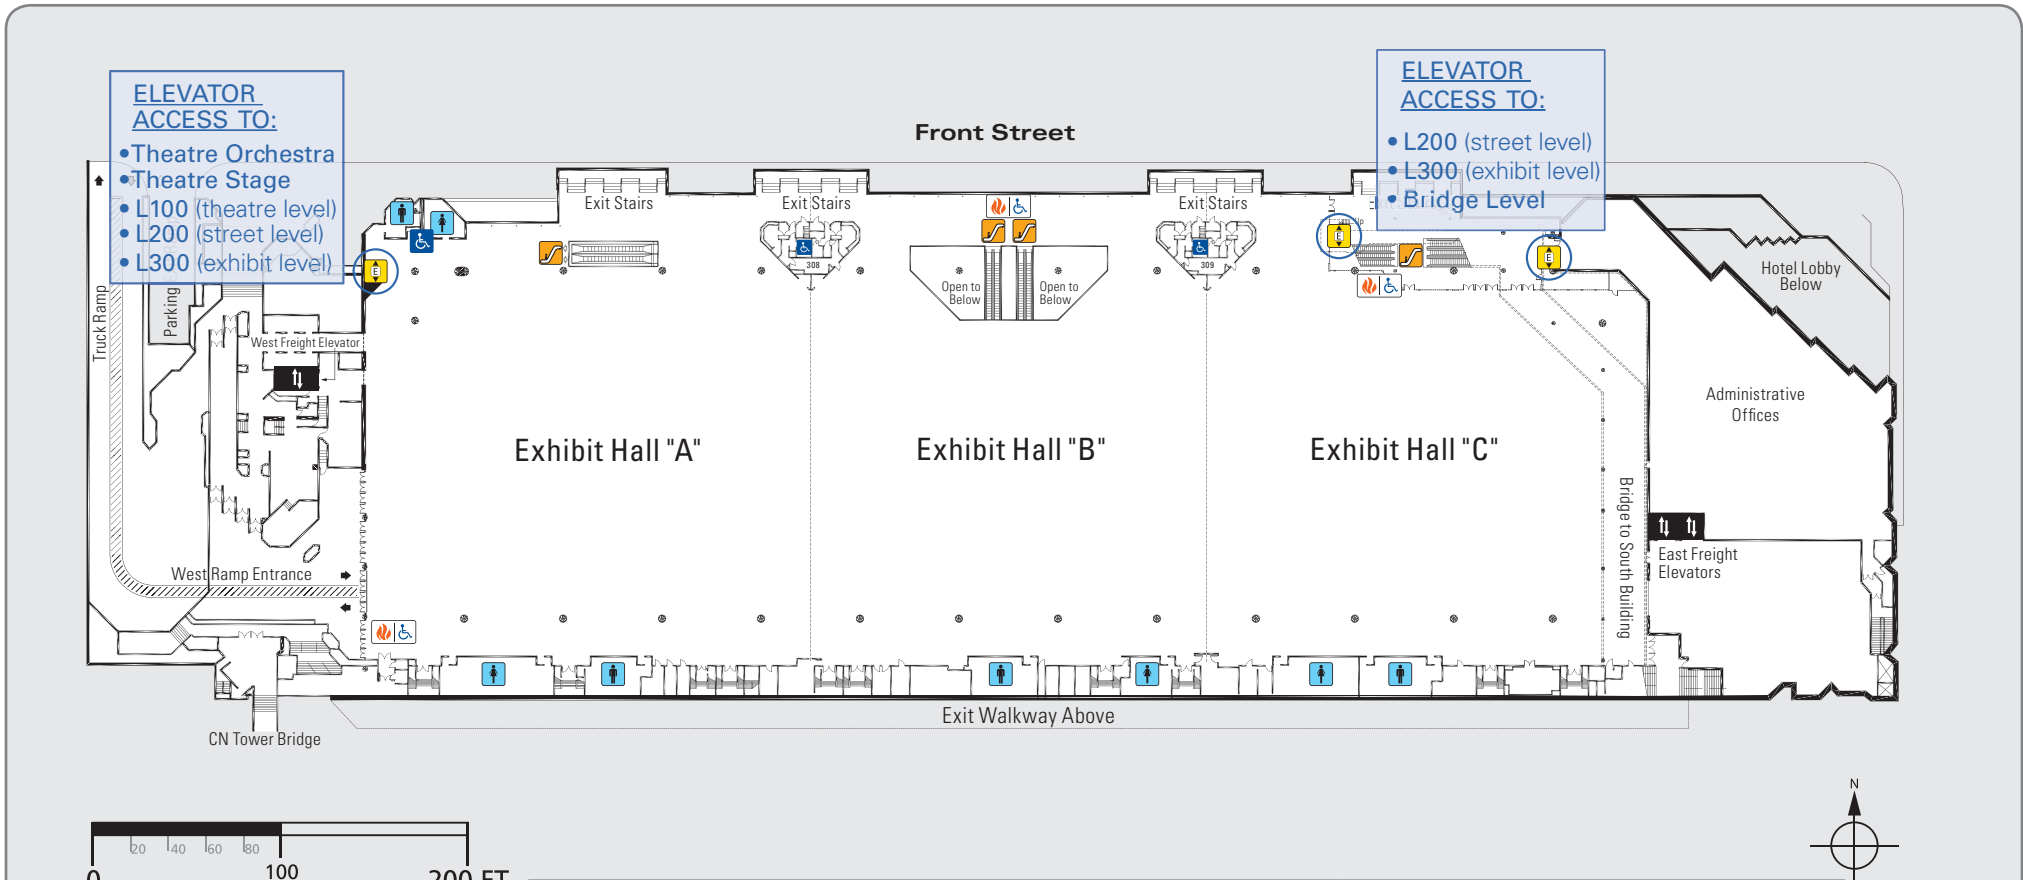 ELEVATOR
ACCESS TO:
•Theatre Orchestra
•Theatre Stage
• L100 (theatre level)
• L200 (street level)
• L300 (exhibit level)
ELEVATOR
ACCESS TO:
• L200 (street level)
• L300 (exhibit level)
• Bridge Level
Front Street
Exit Stairs
Exit Stairs
Exit Stairs
Up
308
309
E
E
E
Open to
Below
Open to
Below
Hotel Lobby
Below
Truck Ramp
Parking
West Freight Elevator
Administrative
Offices
Exhibit Hall "A"
Exhibit Hall "B"
Exhibit Hall "C"
Bridge to South Building
East Freight
Elevators
West Ramp Entrance
Exit Walkway Above
CN Tower Bridge
N
20 40 60 80
0 100 200 FT